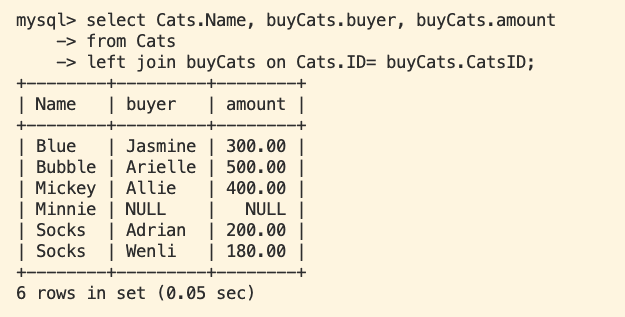 mysql> select Cats.Name, buyCats.buyer, buyCats.amount
    -> from Cats
    -> left join buyCats on Cats.ID= buyCats.CatsID;
+--------+---------+--------+
| Name   | buyer   | amount |
+--------+---------+--------+
| Blue   | Jasmine | 300.00 |
| Bubble | Arielle | 500.00 |
| Mickey | Allie   | 400.00 |
| Minnie | NULL    |   NULL |
| Socks  | Adrian  | 200.00 |
| Socks  | Wenli   | 180.00 |
+--------+---------+--------+
6 rows in set (0.05 sec)